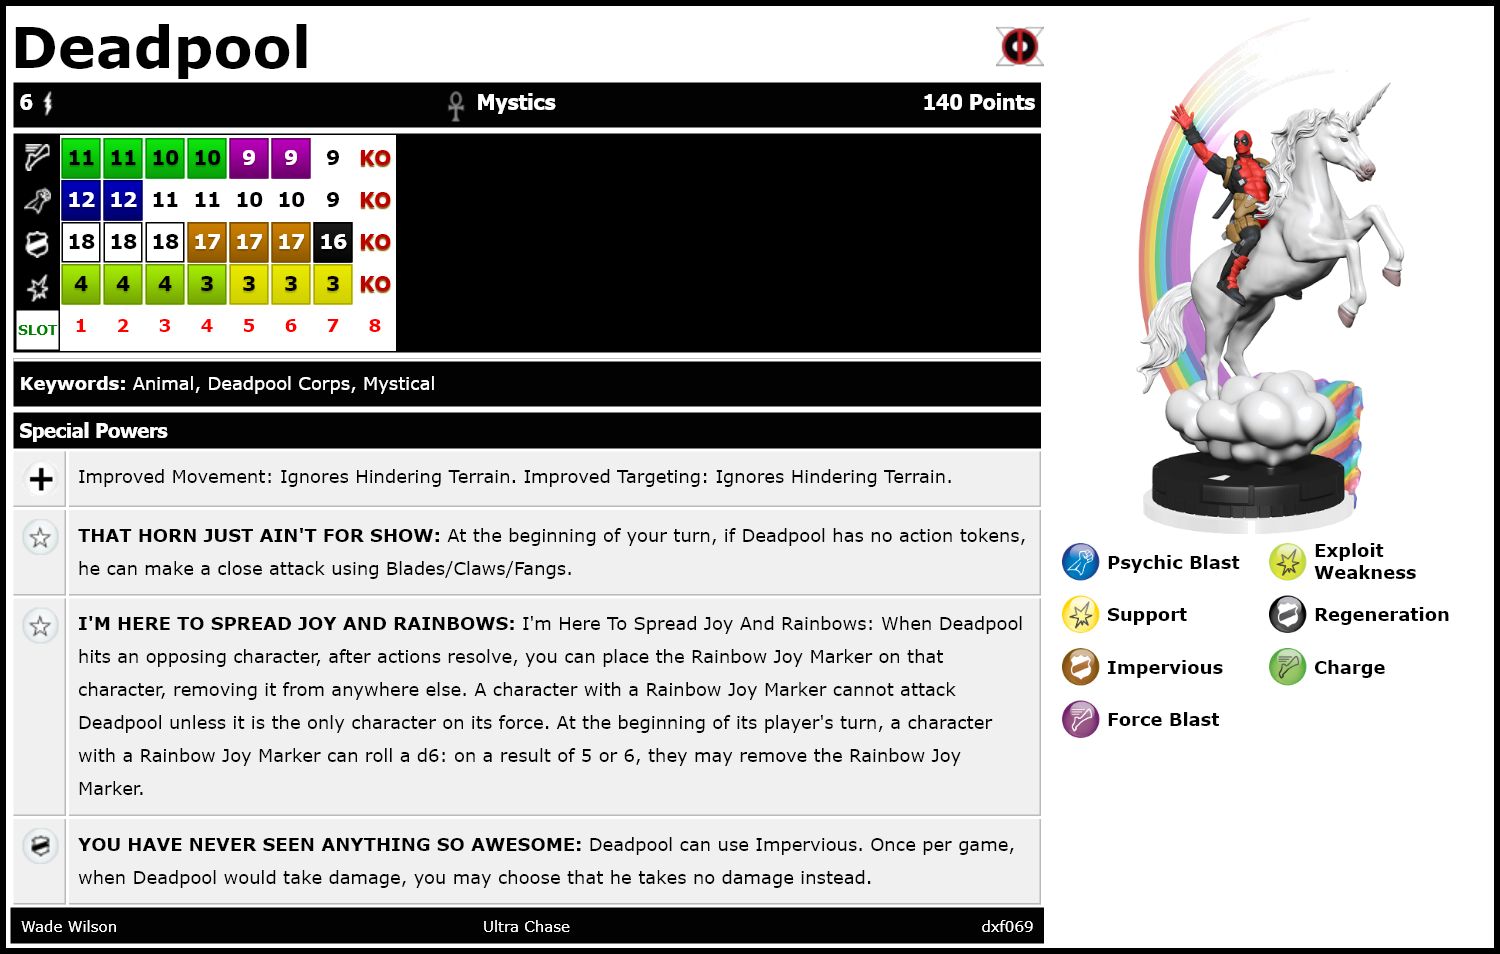 Deadpool
6 Mystics 140 Points
11 11 10 10 9 9 9 KO
12 12 11 11 10 10 9 KO
18 18 18 17 17 17 16 KO
4 4 4 3 3 3 3 KO
SLOT 1 2 3 4 5 6 7 8
Keywords: Animal, Deadpool Corps, Mystical
Special Powers
Improved Movement: Ignores Hindering Terrain. Improved Targeting: Ignores Hindering Terrain.
THAT HORN JUST AIN'T FOR SHOW: At the beginning of your turn, if Deadpool has no action tokens,
he can make a close attack using Blades/Claws/Fangs.
I'M HERE TO SPREAD JOY AND RAINBOWS: I'm Here To Spread Joy And Rainbows: When Deadpool
hits an opposing character, after actions resolve, you can place the Rainbow Joy Marker on that
character, removing it from anywhere else. A character with a Rainbow Joy Marker cannot attack
Deadpool unless it is the only character on its force. At the beginning of its player's turn, a character
with a Rainbow Joy Marker can roll a d6: on a result of 5 or 6, they may remove the Rainbow Joy
Marker.
YOU HAVE NEVER SEEN ANYTHING SO AWESOME: Deadpool can use Impervious. Once per game,
when Deadpool would take damage, you may choose that he takes no damage instead.
Wade Wilson Ultra Chase dxf069
Psychic Blast
Exploit
Weakness
Support
Regeneration
Impervious
Charge
Force Blast